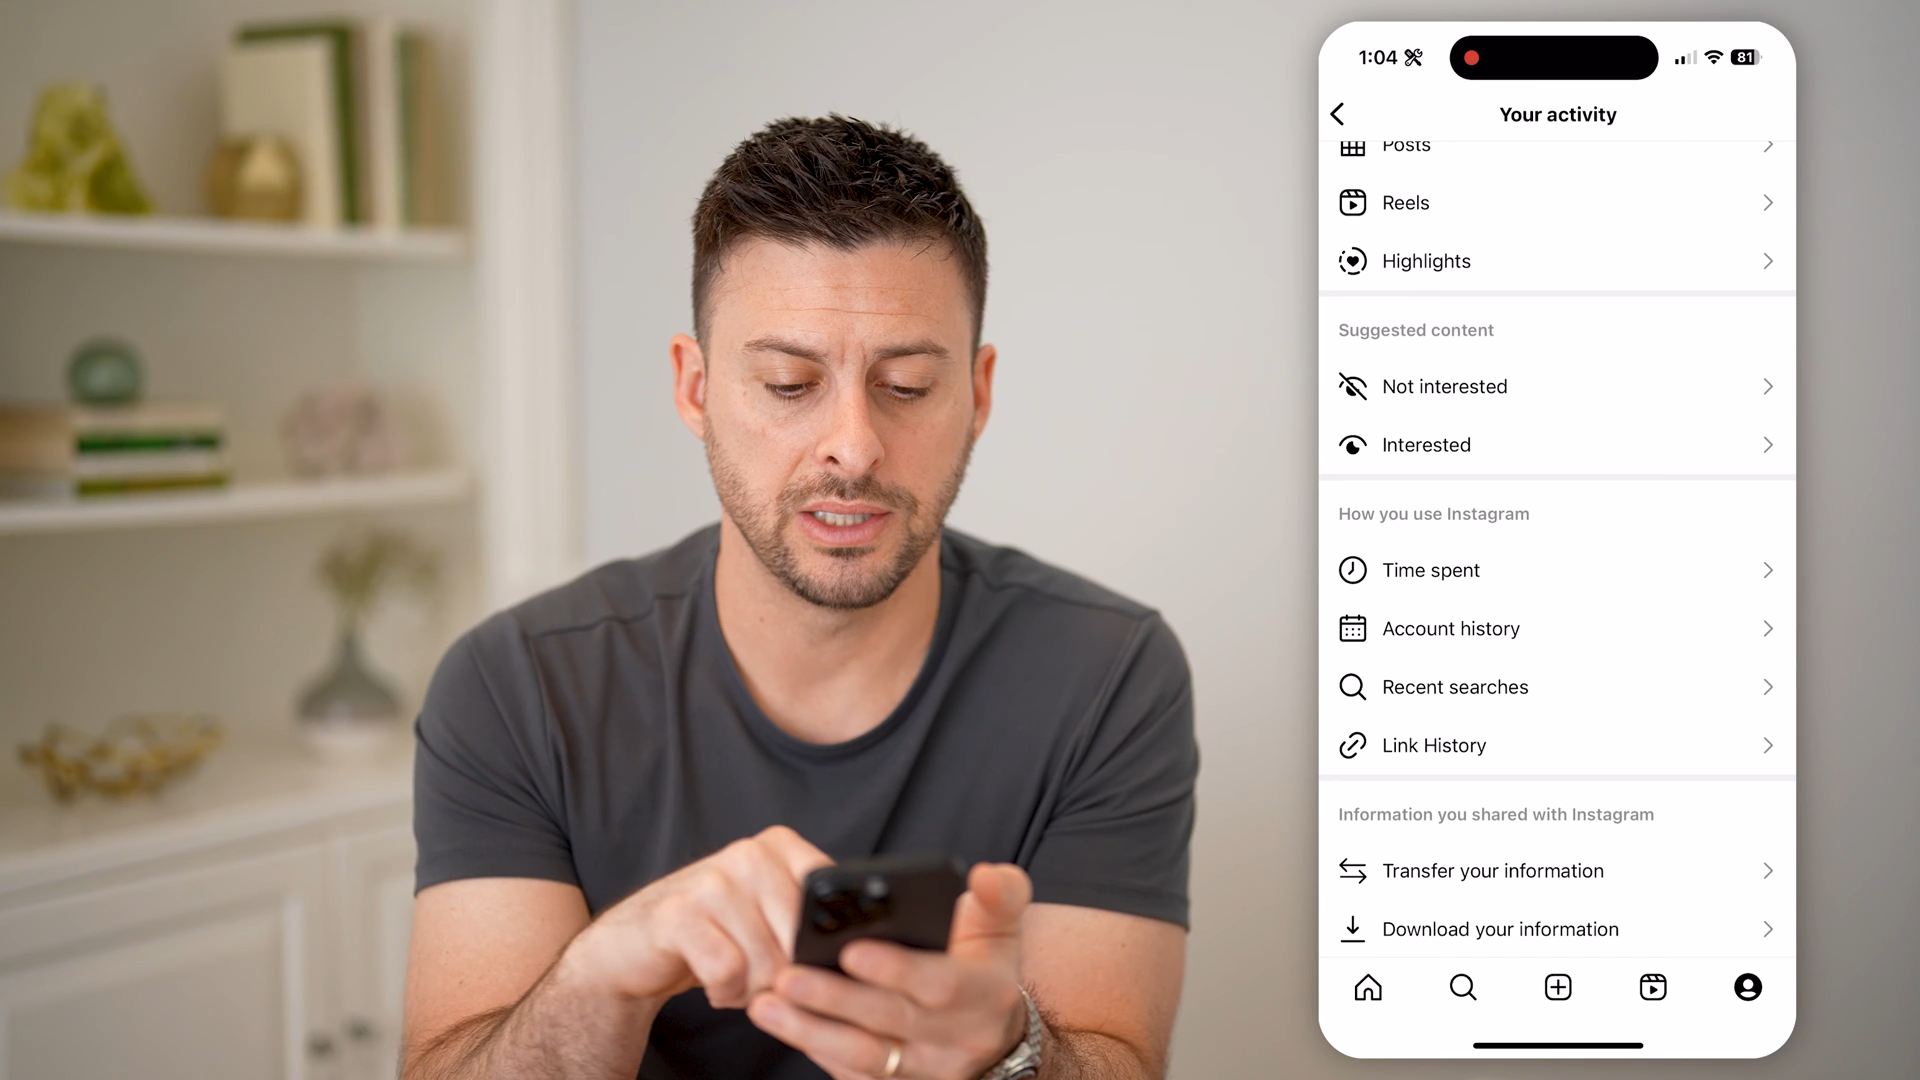 1:04
81
Your activity
Posts
Reels
Highlights
Suggested content
Not interested
Interested
How you use Instagram
Time spent
Account history
Recent searches
Link History
Information you shared with Instagram
Transfer your information
Download your information